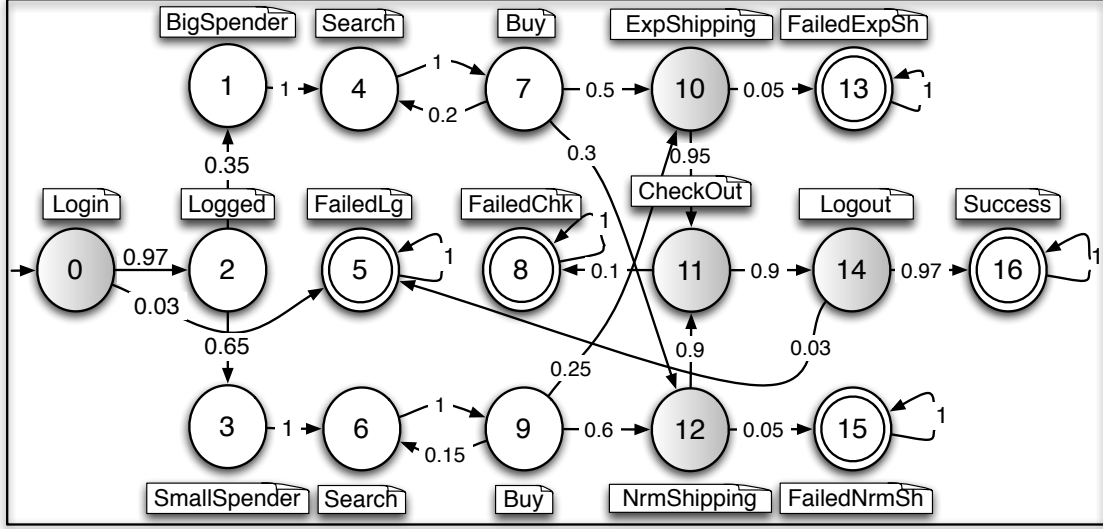 BigSpender Search Buy ExpShipping FailedExpSh
1 1 4 1 7 0.5 10 0.05 13 1
0.2
0.35 0.3 0.95
Login Logged FailedLg FailedChk CheckOut Logout Success
0 0.97 2 5 1 8 1 0.1 11 0.9 14 0.97 16 1
0.03
0.65 0.25 0.9 0.03
3 1 6 1 9 0.6 12 0.05 15 1
0.15
SmallSpender Search Buy NrmShipping FailedNrmSh